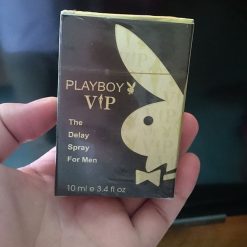 PLAYBOY
VIP
The
Delay
Spray
For Men
10 ml e 3.4 fl oz